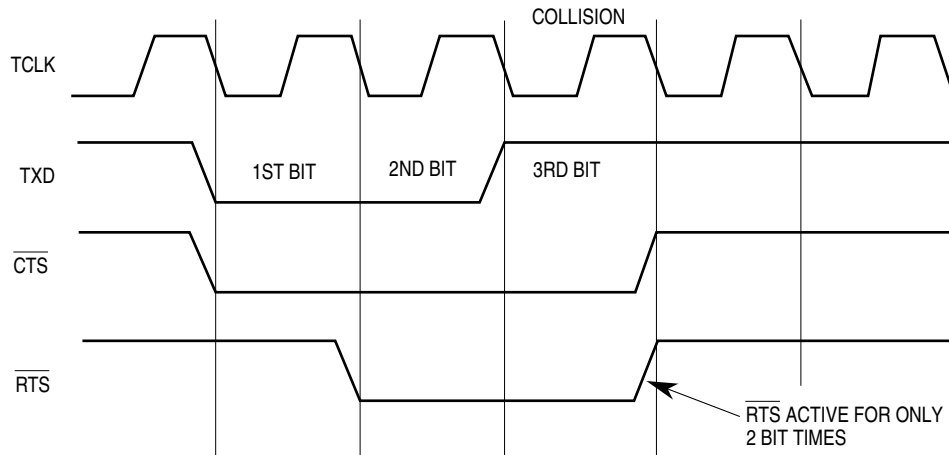 COLLISION
TCLK
TXD
1ST BIT
2ND BIT
3RD BIT
CTS
RTS
RTS ACTIVE FOR ONLY
2 BIT TIMES